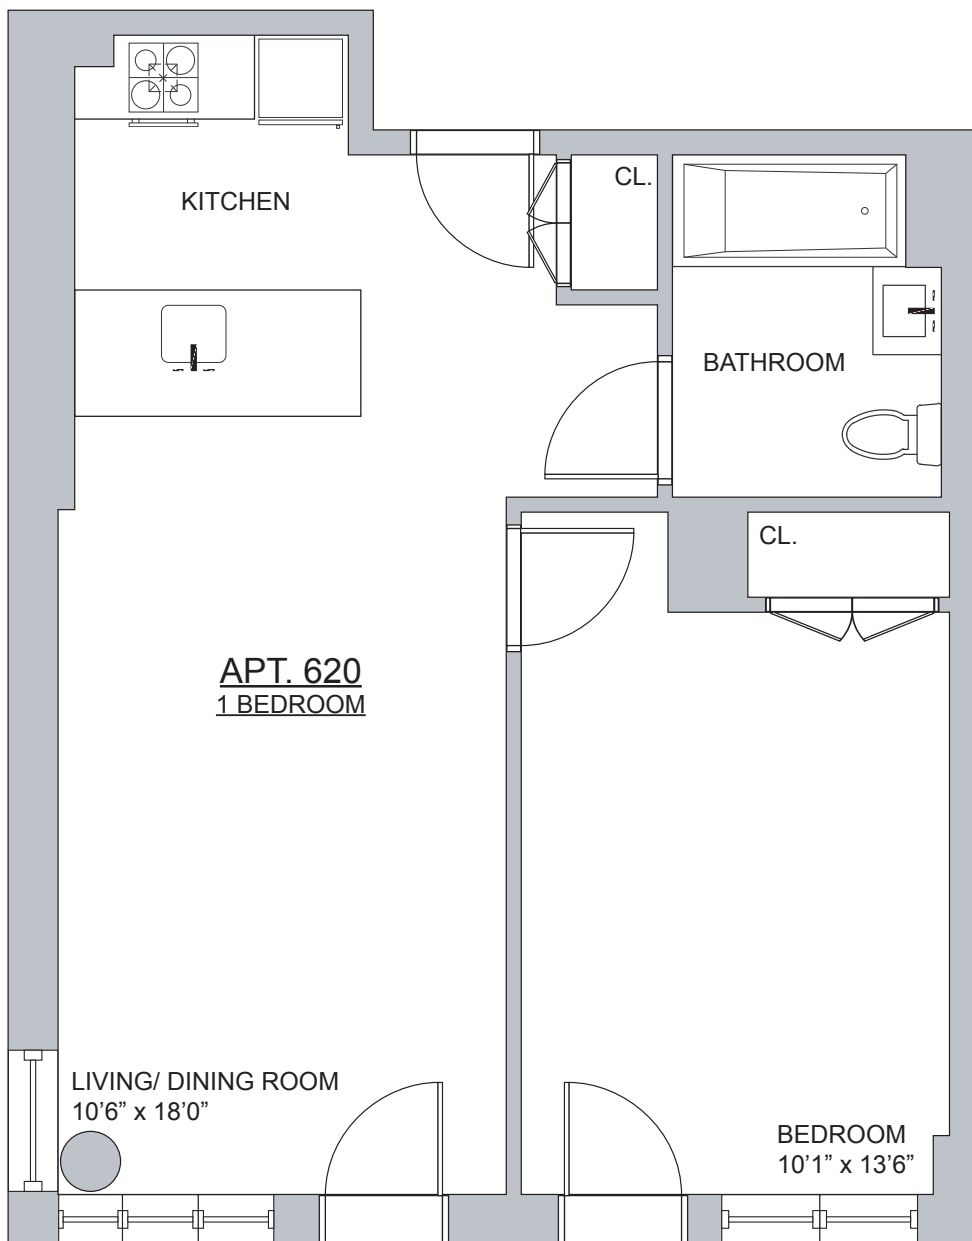 CL.
KITCHEN
BATHROOM
CL.
APT. 620
1 BEDROOM
LIVING/ DINING ROOM
10’6” x 18’0”
BEDROOM
10’1” x 13’6”